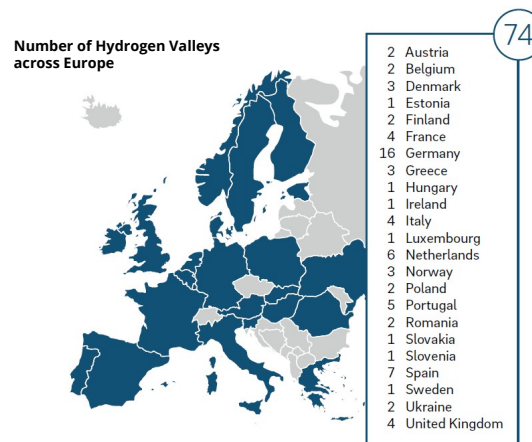 Number of Hydrogen Valleys
across Europe
74
2 Austria
2 Belgium
3 Denmark
1 Estonia
2 Finland
4 France
16 Germany
3 Greece
1 Hungary
1 Ireland
4 Italy
1 Luxembourg
6 Netherlands
3 Norway
2 Poland
5 Portugal
2 Romania
1 Slovakia
1 Slovenia
7 Spain
1 Sweden
2 Ukraine
4 United Kingdom